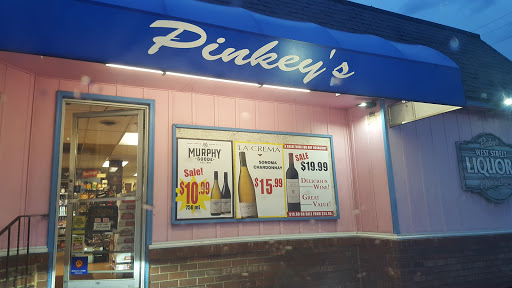 Pinkey's
MURPHY
GOODE
Sale!
$10.99
750 ml
LA CREMA
SONOMA
CHARDONNAY
$15.99
SALE
$19.99
DELICIOUS
WINE!
GREAT
VALUE!
WEST STREET
LIQUOR